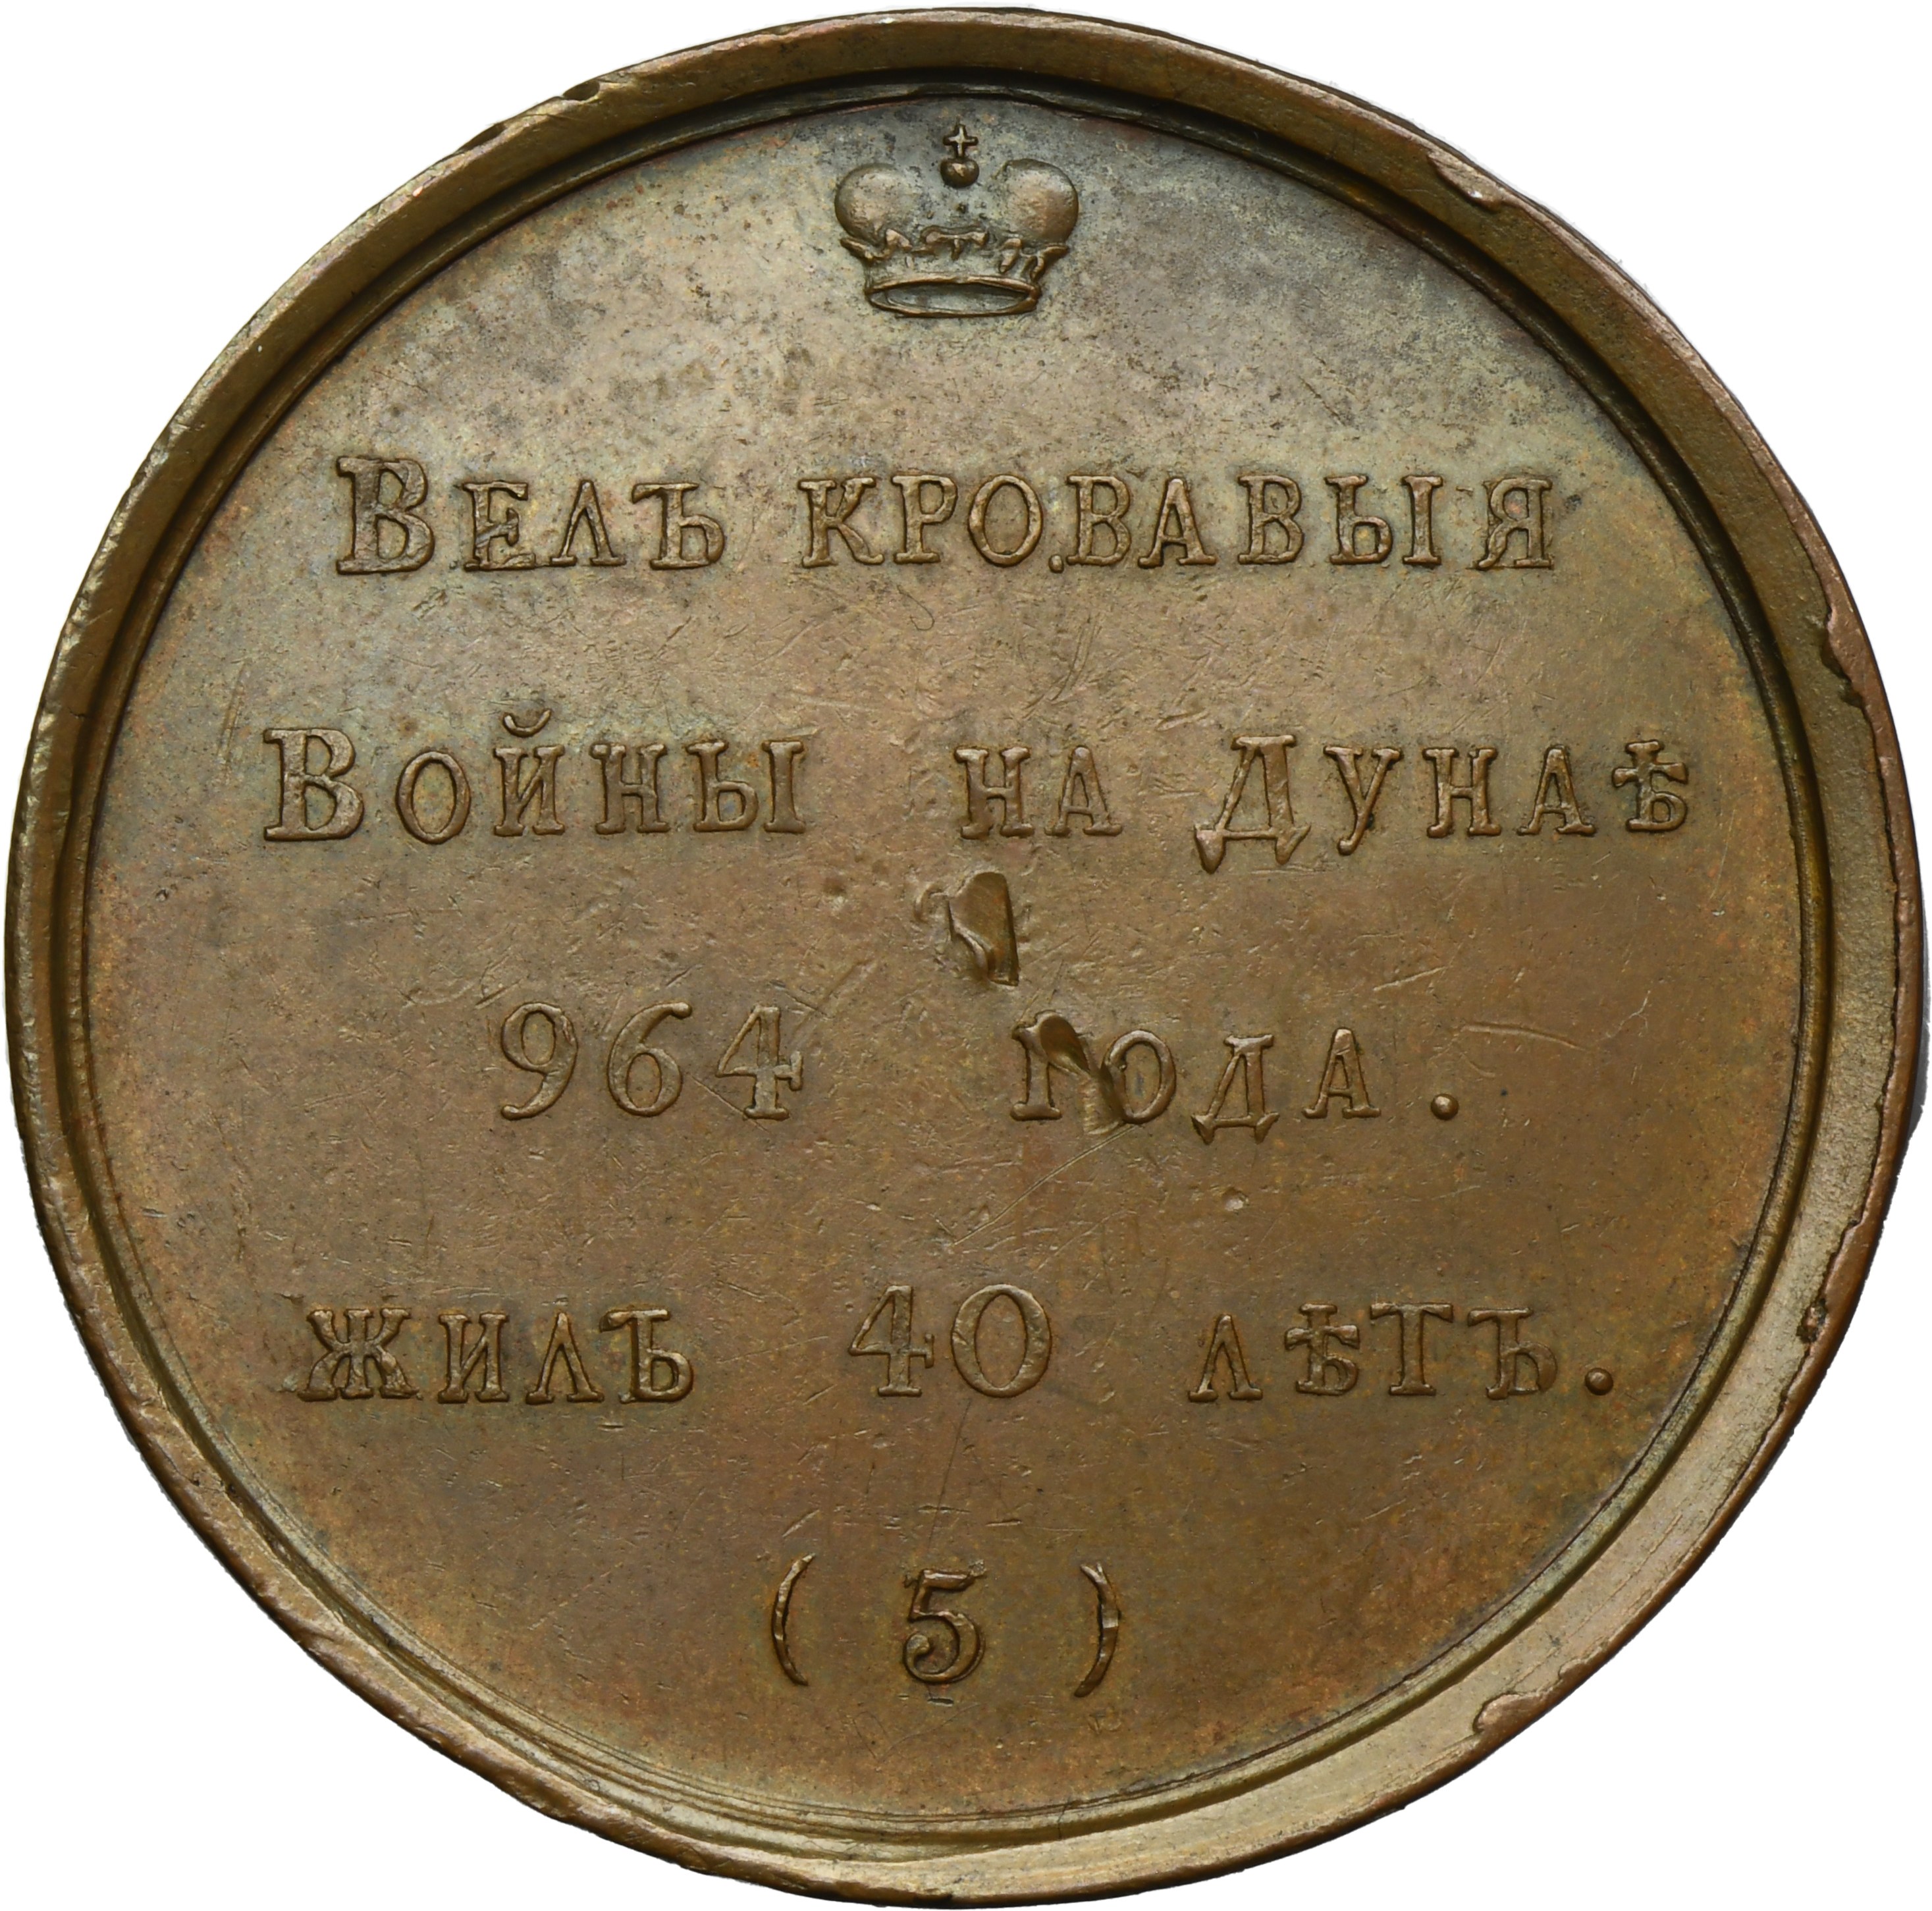 Велъ кровавыя
Войны на Дунаѣ
964 года.
жилъ 40 лѣтъ.
( 5 )